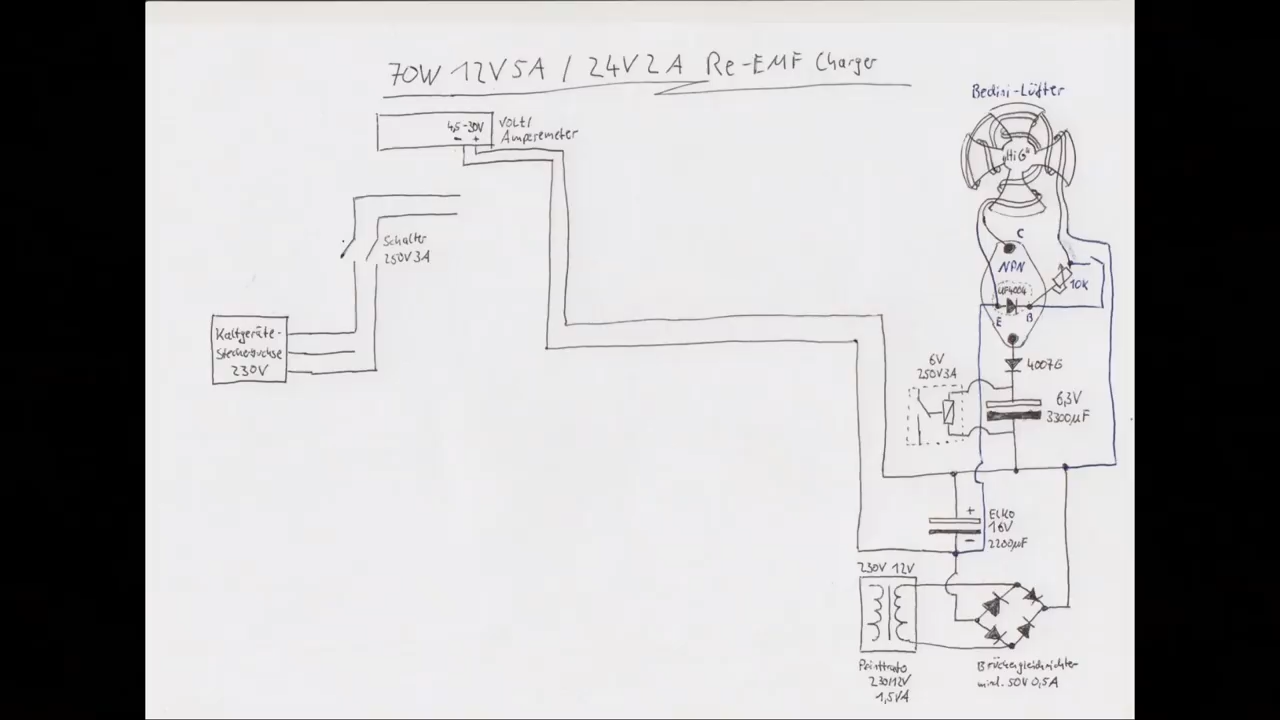 70W 12V5A / 24V2A Re-EMF Charger
Bedini-Lüfter
4,5-30V
- +
Volt/
Amperemeter
HiG*
Schalter
250V3A
C
NPN
UF4004
E
B
10K
Kaltgeräte-
Steckerbuchse
230V
6V
250V3A
4007G
6,3V
3300µF
+
-
ELKO
16V
2200µF
230V 12V
Printtrafo
230/12V
1,5VA
Brückengleichrichter
mind. 50V 0,5A